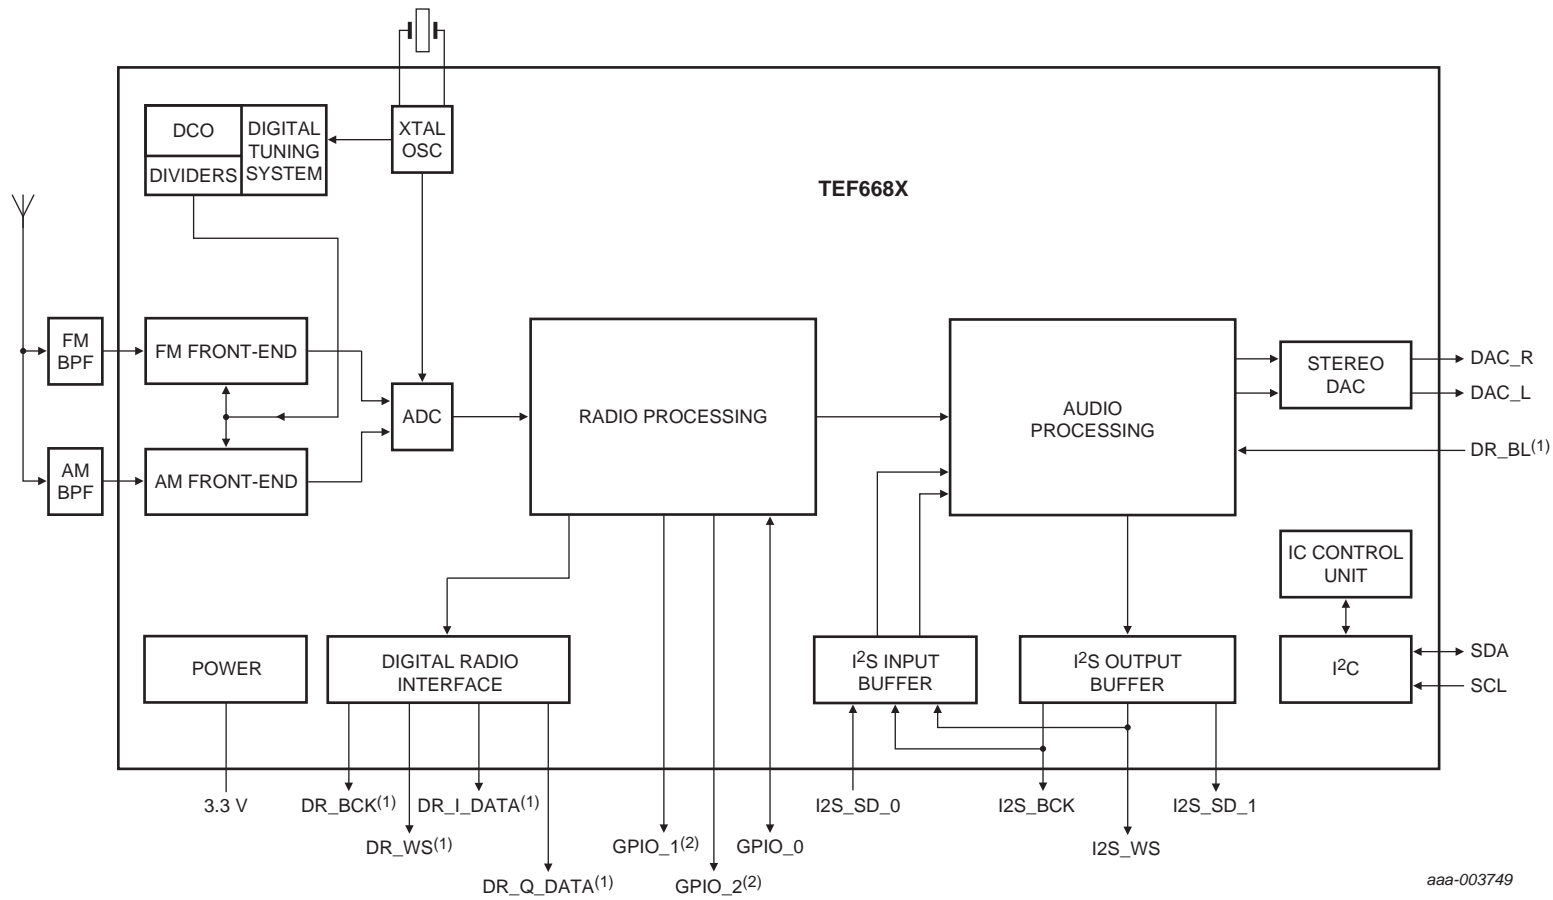 DCO
DIVIDERS
DIGITAL
TUNING
SYSTEM
XTAL
OSC
TEF668X
FM
BPF
FM FRONT-END
AM
BPF
AM FRONT-END
ADC
RADIO PROCESSING
AUDIO
PROCESSING
STEREO
DAC
DAC_R
DAC_L
DR_BL(1)
IC CONTROL
UNIT
I2C
SDA
SCL
POWER
DIGITAL RADIO
INTERFACE
I2S INPUT
BUFFER
I2S OUTPUT
BUFFER
3.3 V
DR_BCK(1)
DR_I_DATA(1)
I2S_SD_0
I2S_BCK
I2S_SD_1
DR_WS(1)
GPIO_1(2)
GPIO_0
I2S_WS
DR_Q_DATA(1)
GPIO_2(2)
aaa-003749